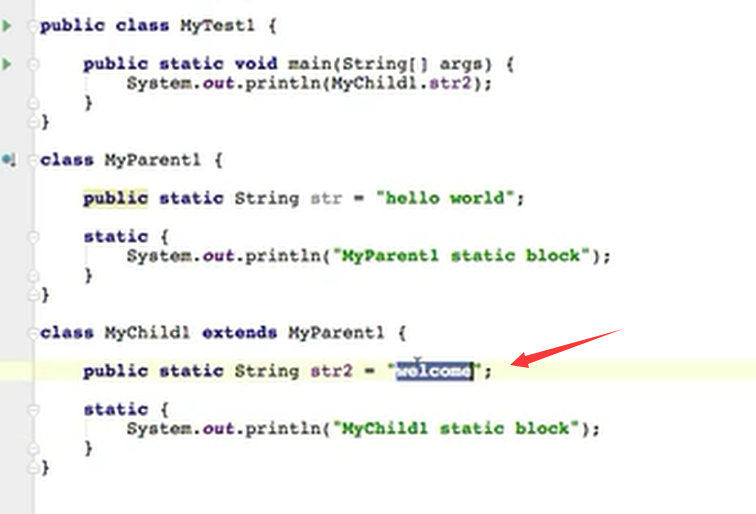 public class MyTest1 {
public static void main(String[] args) {
System.out.println(MyChild1.str2);
}
}
class MyParent1 {
public static String str = "hello world";
static {
System.out.println("MyParent1 static block");
}
}
class MyChild1 extends MyParent1 {
public static String str2 = "welcome";
static {
System.out.println("MyChild1 static block");
}
}